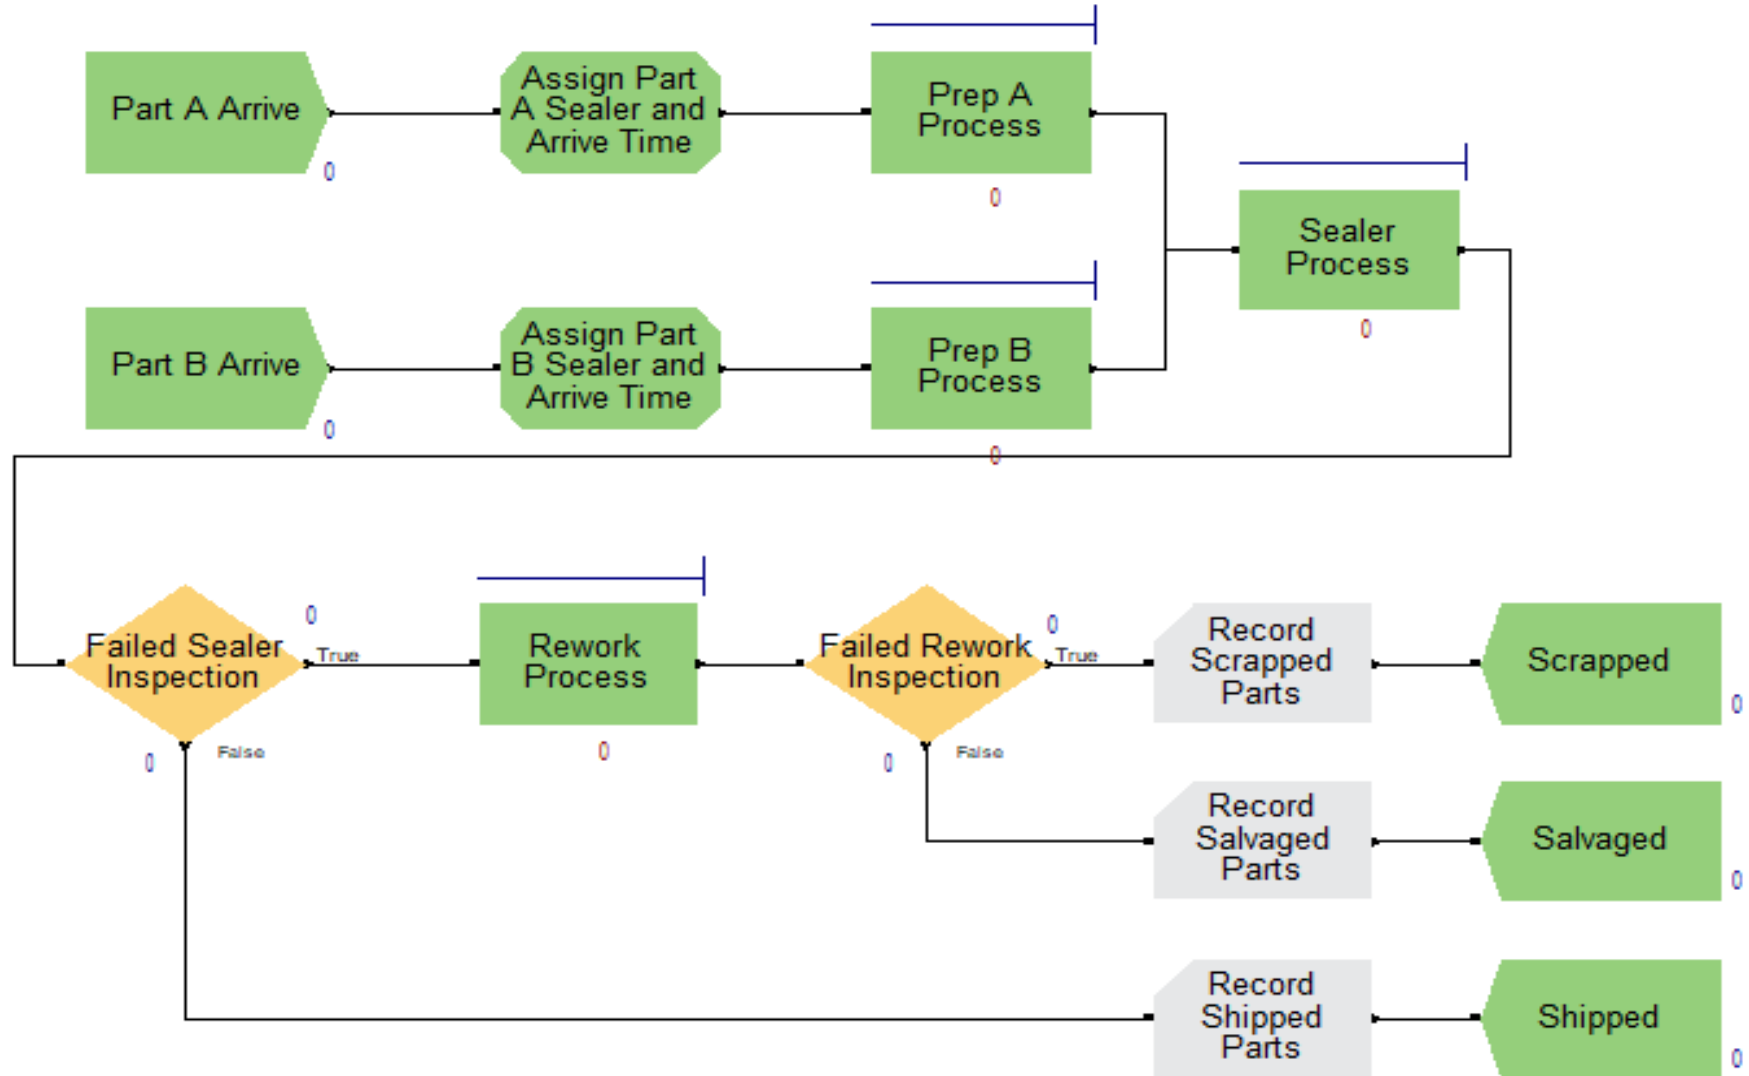 Part A Arrive
0
Assign Part
A Sealer and
Arrive Time
Prep A
Process
0
Sealer
Process
0
Part B Arrive
0
Assign Part
B Sealer and
Arrive Time
Prep B
Process
0
Failed Sealer
Inspection
0
True
0
False
Rework
Process
0
Failed Rework
Inspection
0
True
0
False
Record
Scrapped
Parts
Scrapped
0
Record
Salvaged
Parts
Salvaged
0
Record
Shipped
Parts
Shipped
0